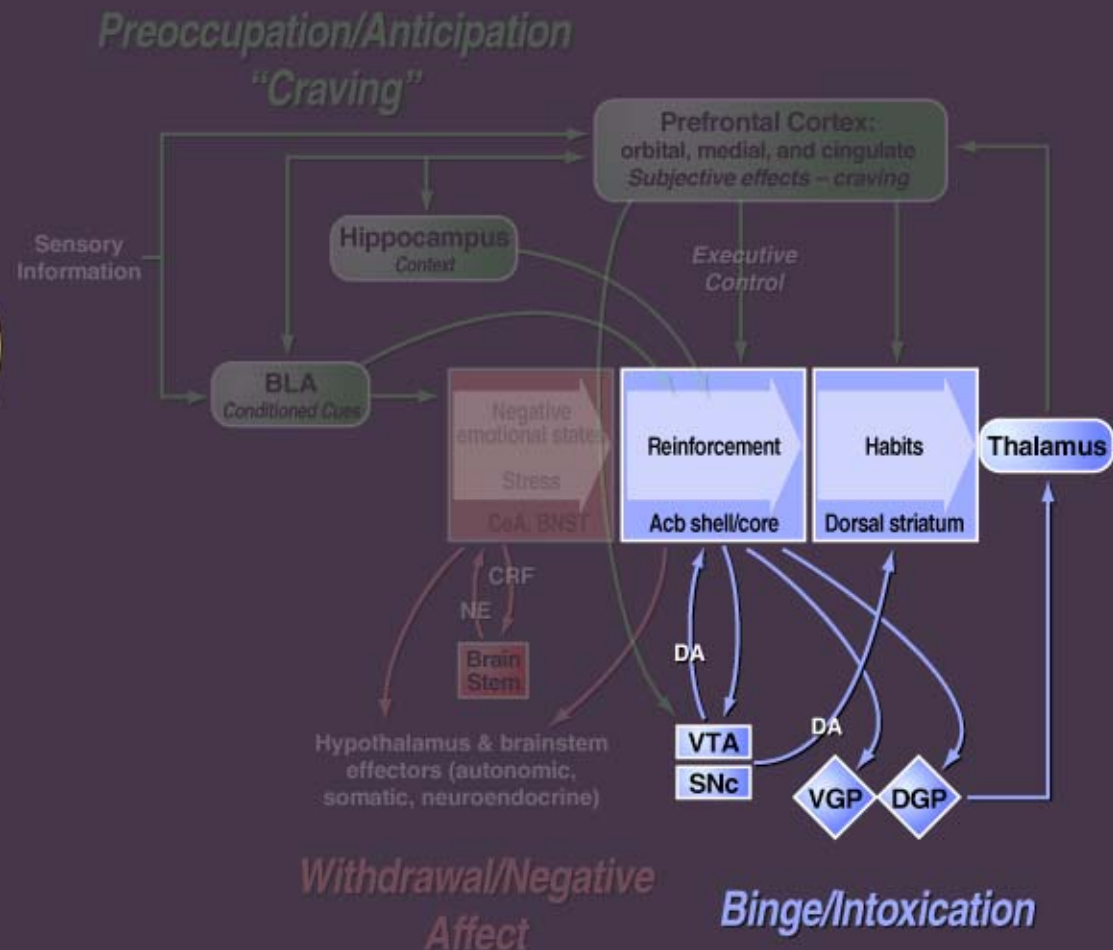 Preoccupation/Anticipation
“Craving”
Prefrontal Cortex:
orbital, medial, and cingulate
Subjective effects – craving
Sensory
Information
Hippocampus
Context
Executive
Control
BLA
Conditioned Cues
Negative
emotional states
Stress
CeA, BNST
Reinforcement
Acb shell/core
Habits
Dorsal striatum
Thalamus
CRF
NE
Brain
Stem
DA
DA
VTA
SNc
VGP
DGP
Hypothalamus & brainstem
effectors (autonomic,
somatic, neuroendocrine)
Withdrawal/Negative
Affect
Binge/Intoxication